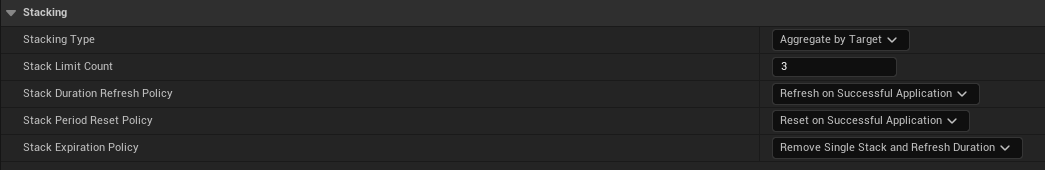 Stacking
Stacking Type Aggregate by Target
Stack Limit Count 3
Stack Duration Refresh Policy Refresh on Successful Application
Stack Period Reset Policy Reset on Successful Application
Stack Expiration Policy Remove Single Stack and Refresh Duration